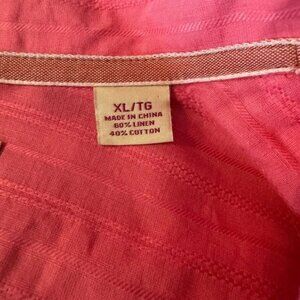 XL/TG
MADE IN CHINA
60% LINEN
40% COTTON